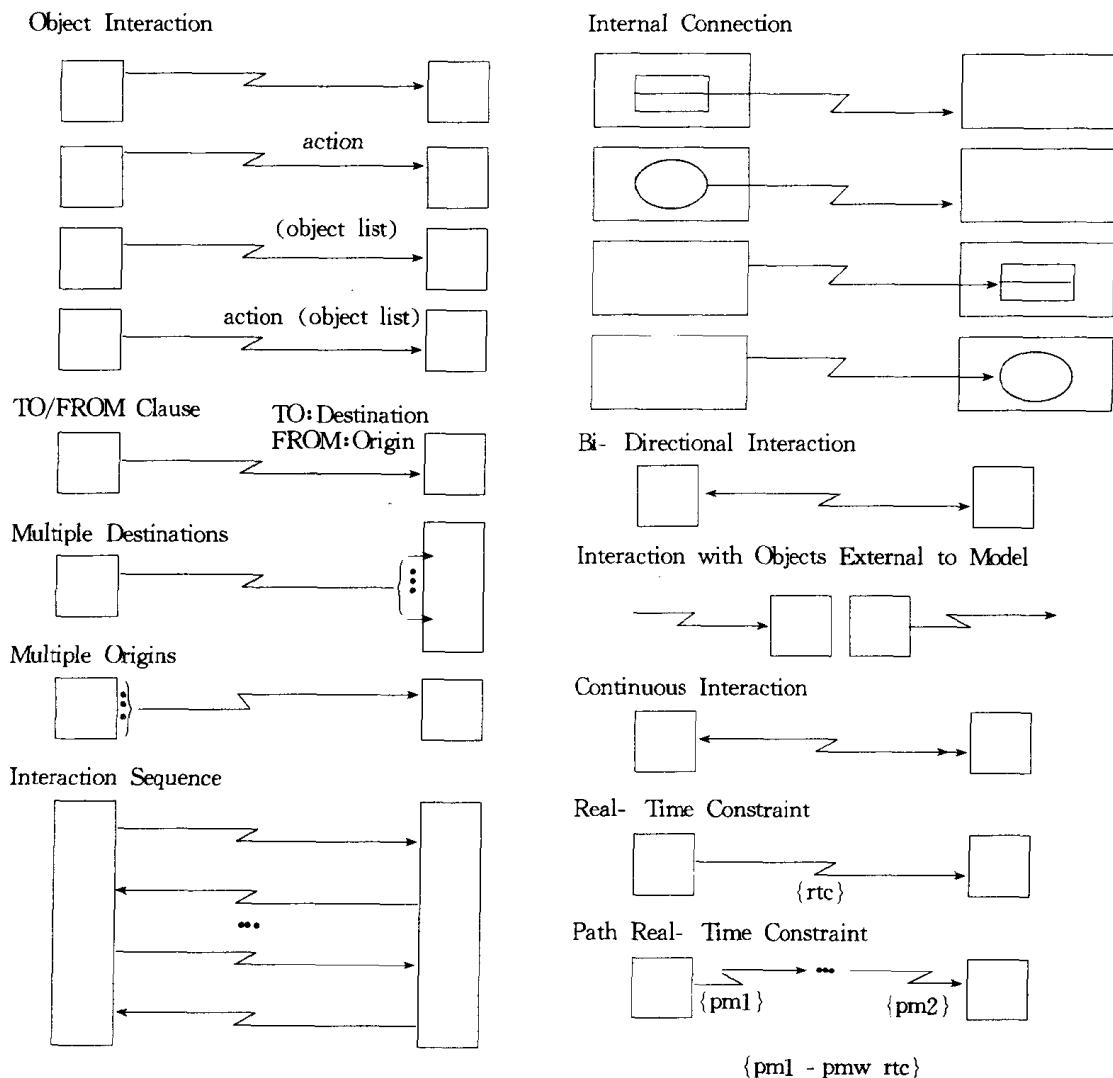 Object Interaction
action
(object list)
action (object list)
TO/FROM Clause
TO:Destination
FROM:Origin
Multiple Destinations
Multiple Origins
Interaction Sequence
Internal Connection
Bi- Directional Interaction
Interaction with Objects External to Model
Continuous Interaction
Real- Time Constraint
{rtc}
Path Real- Time Constraint
{pm1}
{pm2}
{pm1 - pmw rtc}